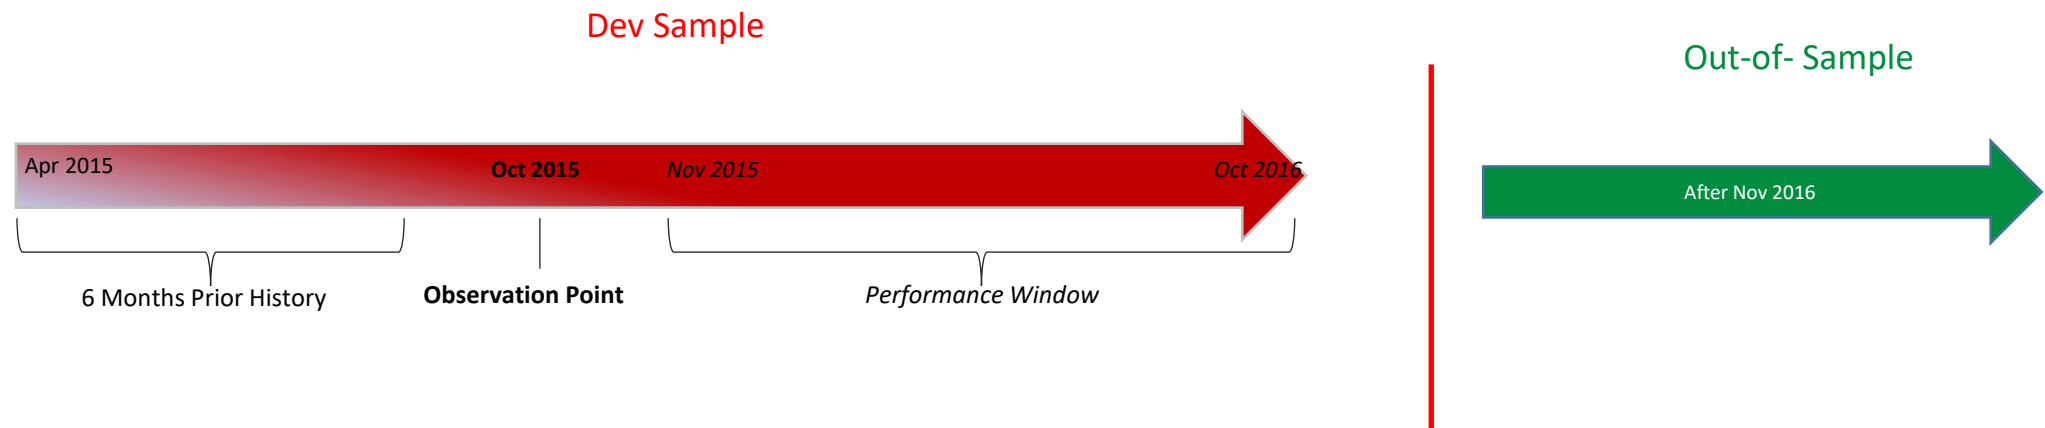 Dev Sample
Out-of- Sample
Apr 2015
Oct 2015
Nov 2015
Oct 2016
After Nov 2016
6 Months Prior History
Observation Point
Performance Window